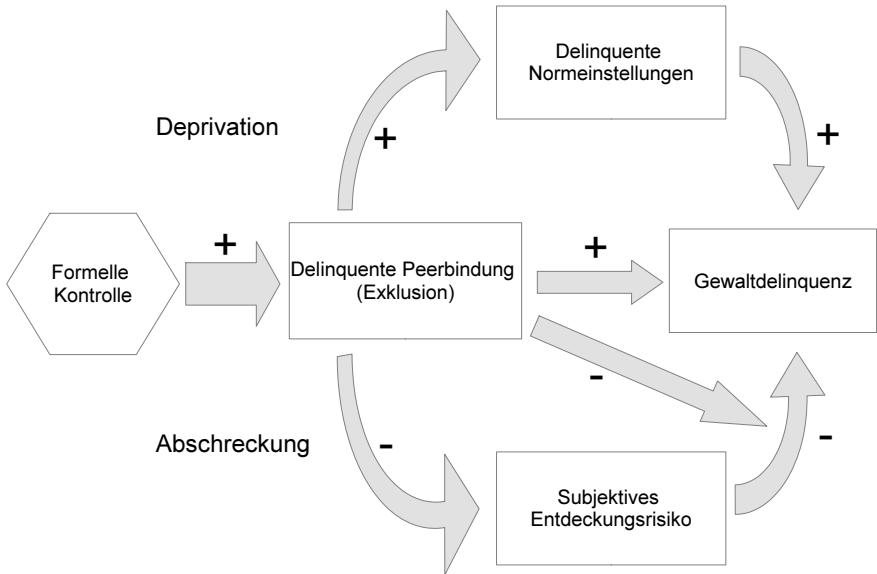 Delinquente
Normeinstellungen
Deprivation
+
+
+
+
Formelle
Kontrolle
Delinquente Peerbindung
(Exklusion)
Gewaltdelinquenz
-
-
-
Abschreckung
Subjektives
Entdeckungsrisiko